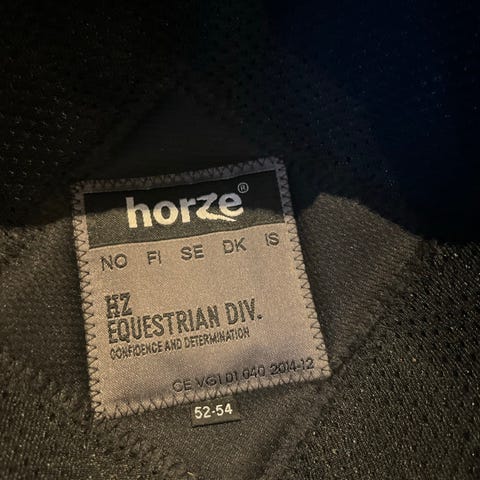 horze®
NO FI SE DK IS
HZ
EQUESTRIAN DIV.
CONFIDENCE AND DETERMINATION
CE VG1 01 040 2014-12
52-54